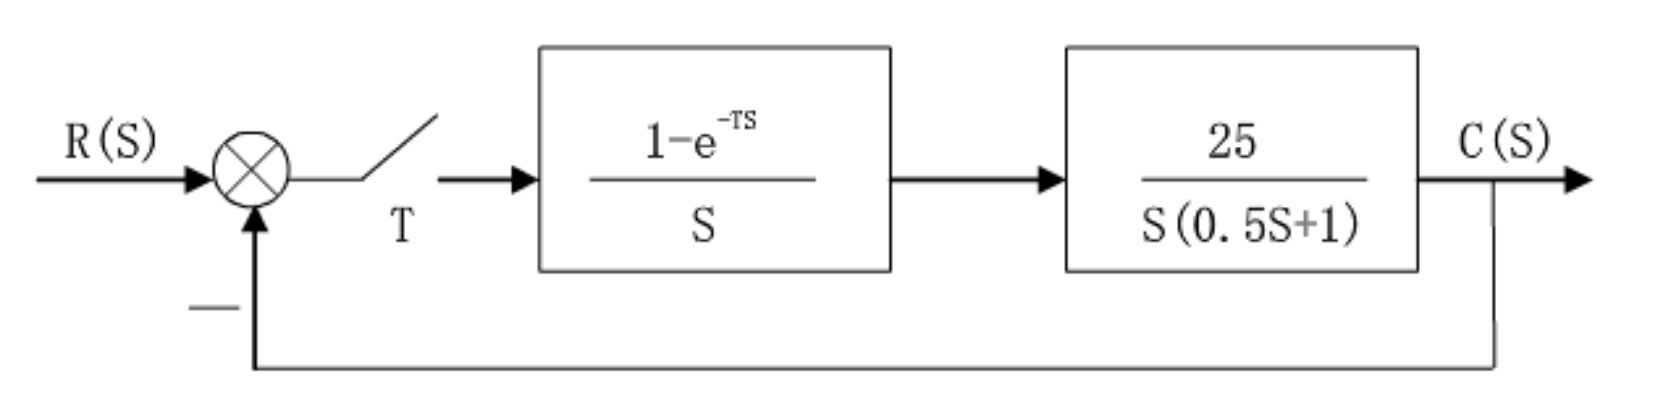 R(S)
T
1-e^-TS
S
25
S(0.5S+1)
C(S)
—